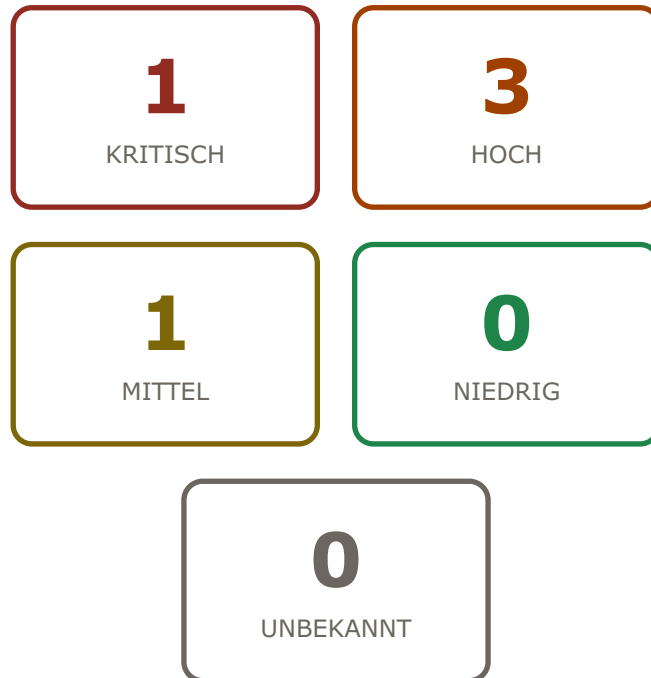 1
KRITISCH
3
HOCH
1
MITTEL
0
NIEDRIG
0
UNBEKANNT